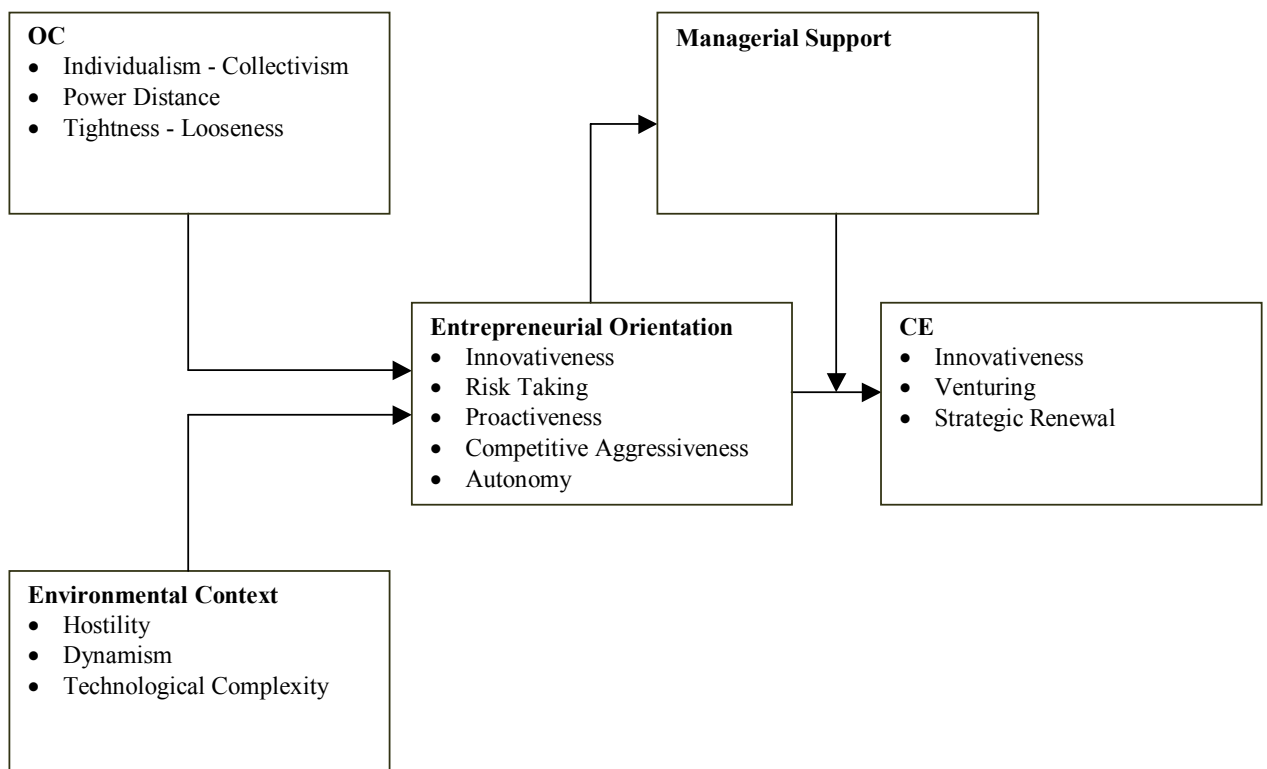 OC
• Individualism - Collectivism
• Power Distance
• Tightness - Looseness
Managerial Support
Entrepreneurial Orientation
• Innovativeness
• Risk Taking
• Proactiveness
• Competitive Aggressiveness
• Autonomy
CE
• Innovativeness
• Venturing
• Strategic Renewal
Environmental Context
• Hostility
• Dynamism
• Technological Complexity